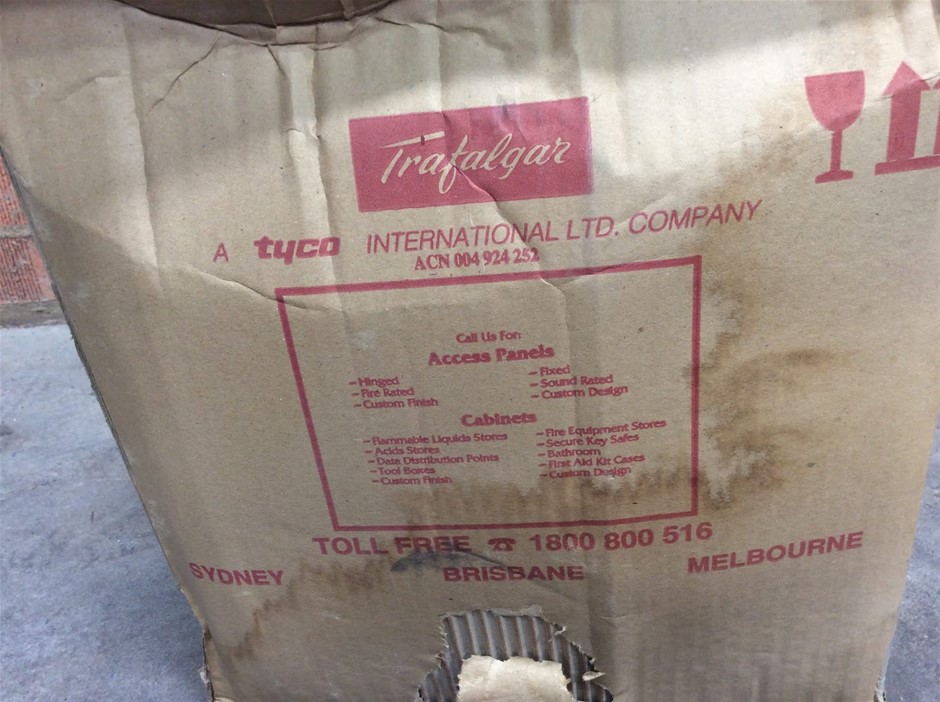 Trafalgar
A tyco INTERNATIONAL LTD. COMPANY
ACN 004 924 252
Call Us For:
Access Panels
- Hinged
- Fire Rated
- Custom Finish
- Fixed
- Sound Rated
- Custom Design
Cabinets
- Flammable Liquids Stores
- Acids Stores
- Data Distribution Points
- Tool Boxes
- Custom Finish
- Fire Equipment Stores
- Secure Key Safes
- Bathroom
- First Aid Kit Cases
- Custom Design
TOLL FREE ☎ 1800 800 516
SYDNEY BRISBANE MELBOURNE